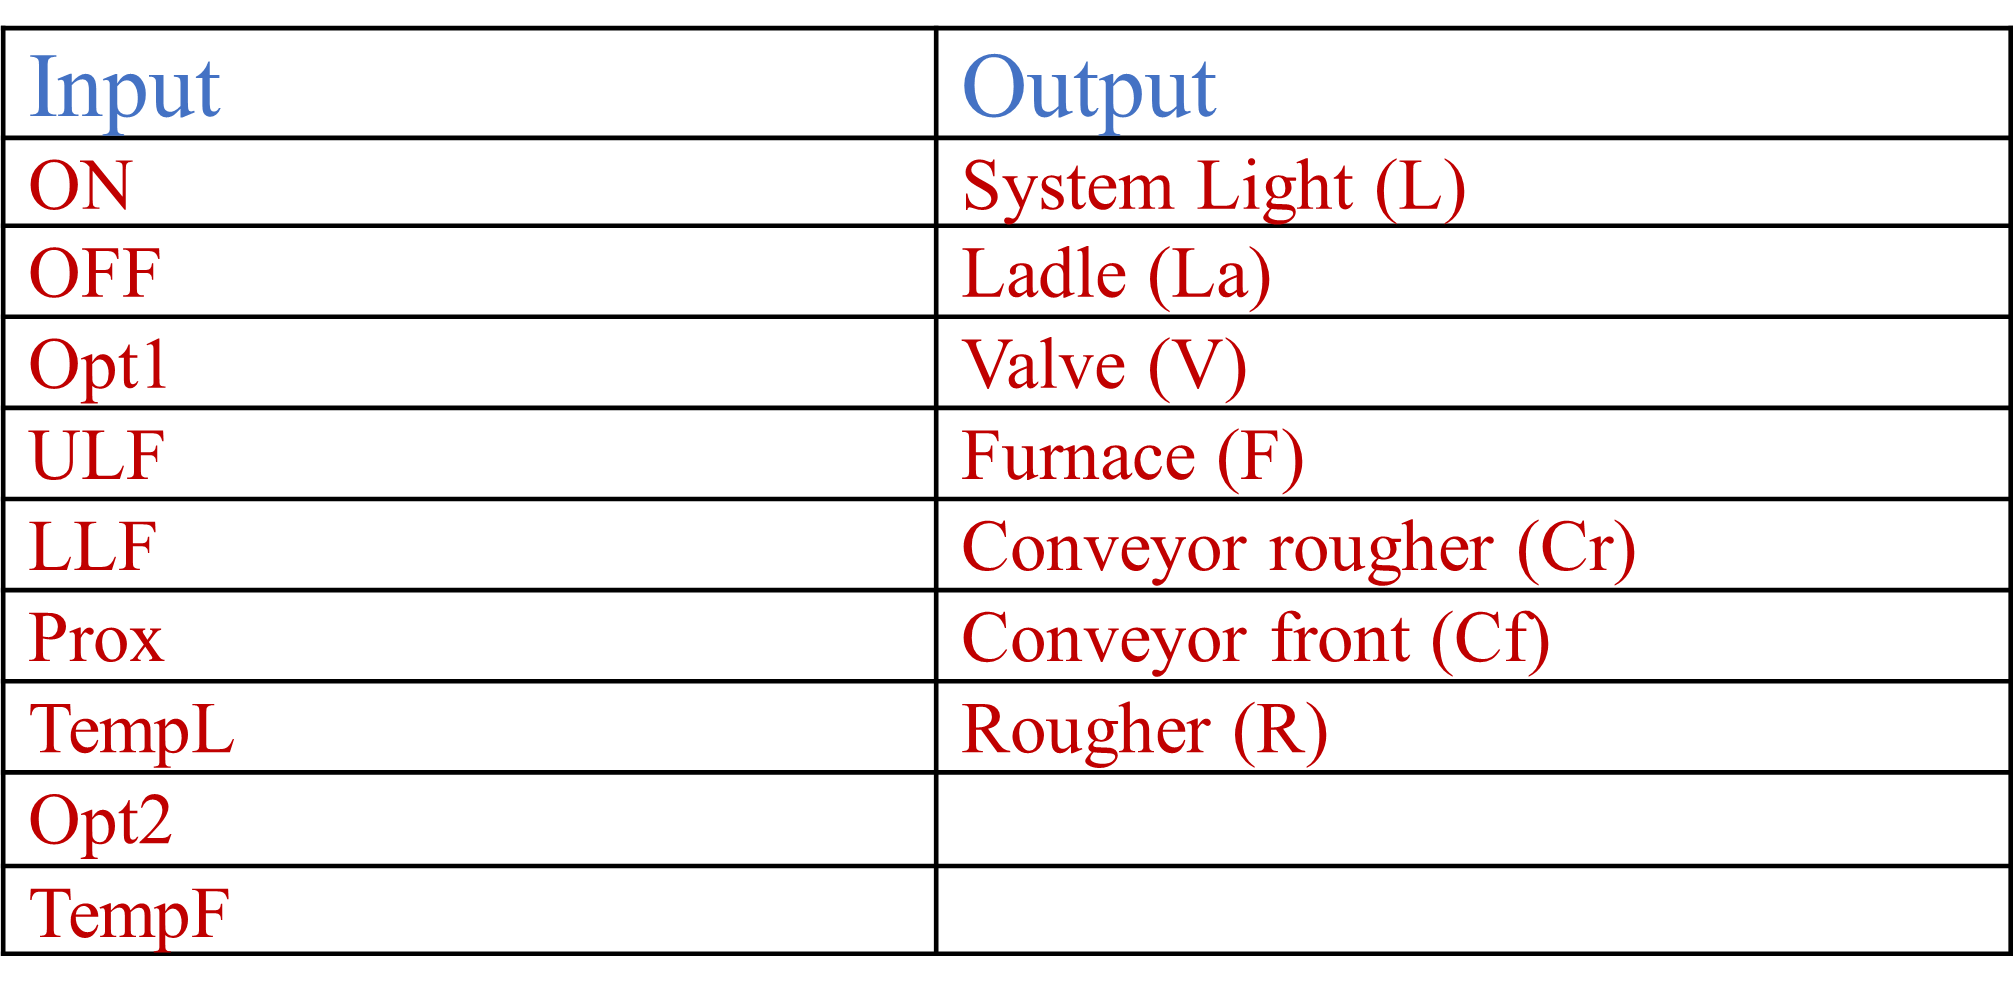 Input Output
ON System Light (L)
OFF Ladle (La)
Opt1 Valve (V)
ULF Furnace (F)
LLF Conveyor rougher (Cr)
Prox Conveyor front (Cf)
TempL Rougher (R)
Opt2
TempF